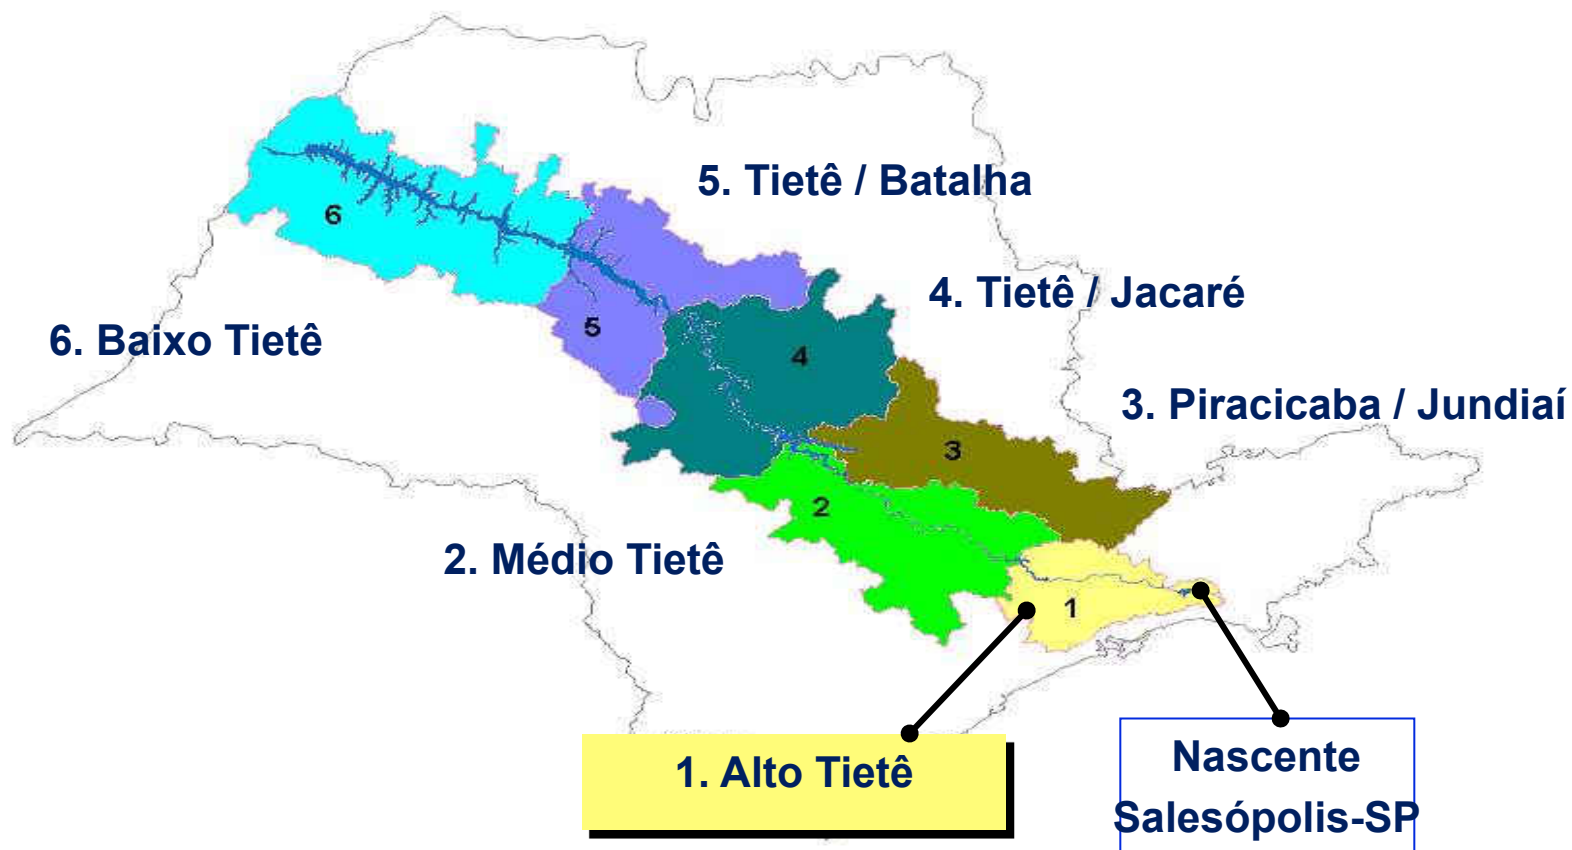 5. Tietê / Batalha
6
4. Tietê / Jacaré
5
6. Baixo Tietê
4
3. Piracicaba / Jundiaí
3
2
2. Médio Tietê
1
1. Alto Tietê
Nascente
Salesópolis-SP